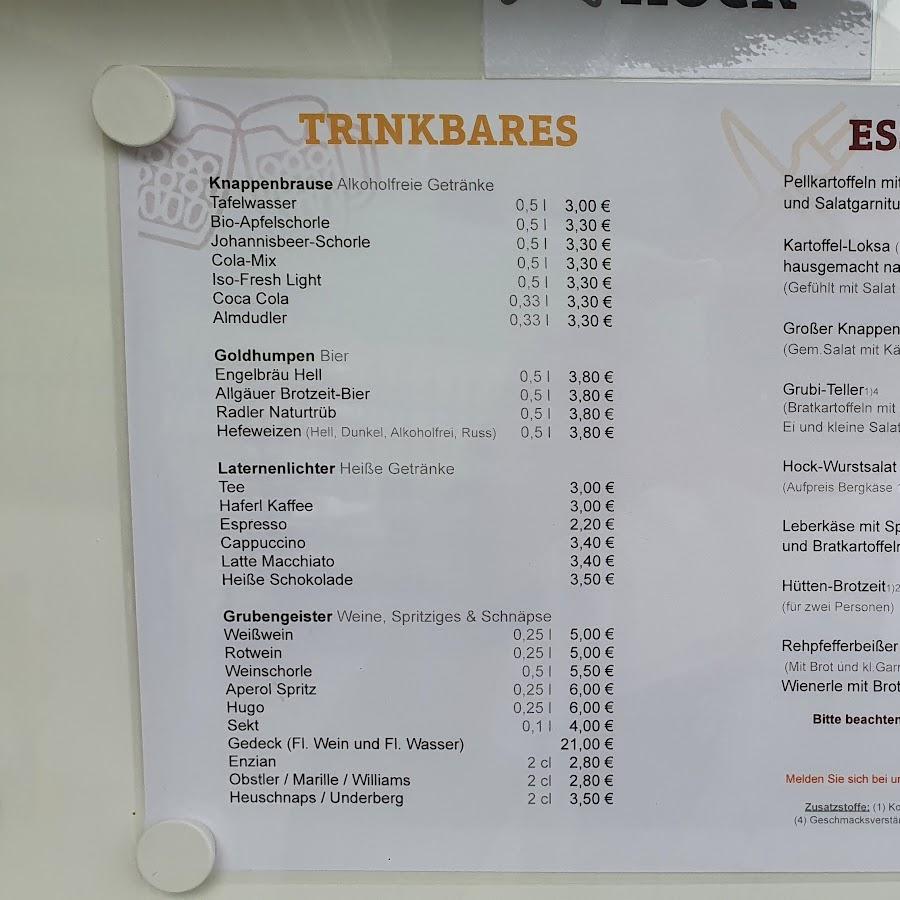 TRINKBARES
Knappenbrause Alkoholfreie Getränke
Tafelwasser 0,5 l 3,00 €
Bio-Apfelschorle 0,5 l 3,30 €
Johannisbeer-Schorle 0,5 l 3,30 €
Cola-Mix 0,5 l 3,30 €
Iso-Fresh Light 0,5 l 3,30 €
Coca Cola 0,33 l 3,30 €
Almdudler 0,33 l 3,30 €
Goldhumpen Bier
Engelbräu Hell 0,5 l 3,80 €
Allgäuer Brotzeit-Bier 0,5 l 3,80 €
Radler Naturtrüb 0,5 l 3,80 €
Hefeweizen (Hell, Dunkel, Alkoholfrei, Russ) 0,5 l 3,80 €
Laternenlichter Heiße Getränke
Tee 3,00 €
Haferl Kaffee 3,00 €
Espresso 2,20 €
Cappuccino 3,40 €
Latte Macchiato 3,40 €
Heiße Schokolade 3,50 €
Grubengeister Weine, Spritziges & Schnäpse
Weißwein 0,25 l 5,00 €
Rotwein 0,25 l 5,00 €
Weinschorle 0,5 l 5,50 €
Aperol Spritz 0,25 l 6,00 €
Hugo 0,25 l 6,00 €
Sekt 0,1 l 4,00 €
Gedeck (Fl. Wein und Fl. Wasser) 21,00 €
Enzian 2 cl 2,80 €
Obstler / Marille / Williams 2 cl 2,80 €
Heuschnaps / Underberg 2 cl 3,50 €
Pellkartoffeln
und Salatgarnitu
Kartoffel-Loksa (
hausgemacht na
(Gefühlt mit Salat
Großer Knappen
(Gem.Salat mit Kä
Grubi-Teller1)4
(Bratkartoffeln mit
Ei und kleine Salat
Hock-Wurstsalat
(Aufpreis Bergkäse
Leberkäse mit Sp
und Bratkartoffeln
Hütten-Brotzeit1)2
(für zwei Personen)
Rehpfefferbeißer
(Mit Brot und kl.Garn
Wienerle mit Brot
Bitte beachten
Melden Sie sich bei un
Zusatzstoffe: (1) Ko
(4) Geschmacksverstär